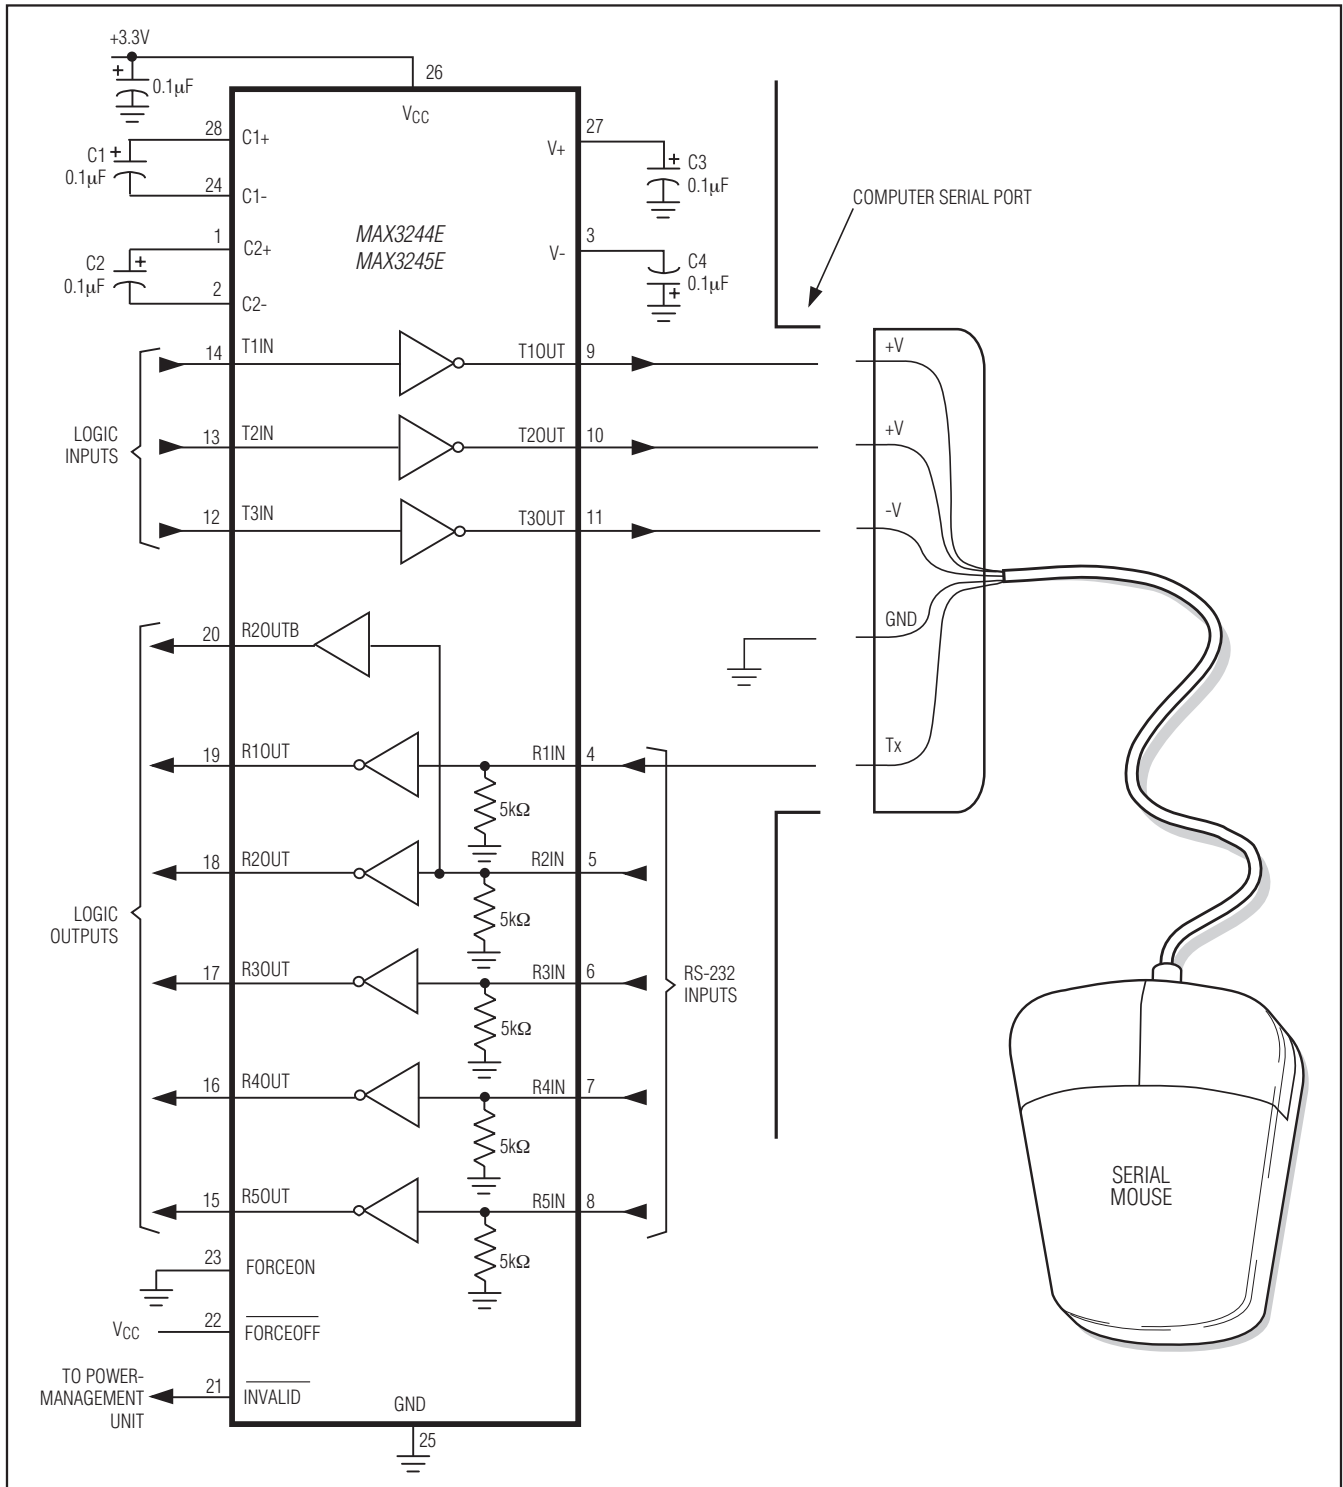 +3.3V
26
0.1µF
VCC
28
C1+
27
V+
C1
0.1µF
C3
0.1µF
24
C1-
COMPUTER SERIAL PORT
1
C2+
MAX3244E
MAX3245E
3
V-
C2
0.1µF
C4
0.1µF
2
C2-
14
T1IN
T1OUT
9
+V
LOGIC
INPUTS
13
T2IN
T2OUT
10
+V
12
T3IN
T3OUT
11
-V
20
R2OUTB
GND
19
R1OUT
R1IN
4
Tx
5kΩ
18
R2OUT
R2IN
5
5kΩ
LOGIC
OUTPUTS
17
R3OUT
R3IN
6
RS-232
INPUTS
5kΩ
16
R4OUT
R4IN
7
5kΩ
SERIAL
MOUSE
15
R5OUT
R5IN
8
5kΩ
23
FORCEON
VCC
22
FORCEOFF
TO POWER-
MANAGEMENT
UNIT
21
INVALID
GND
25